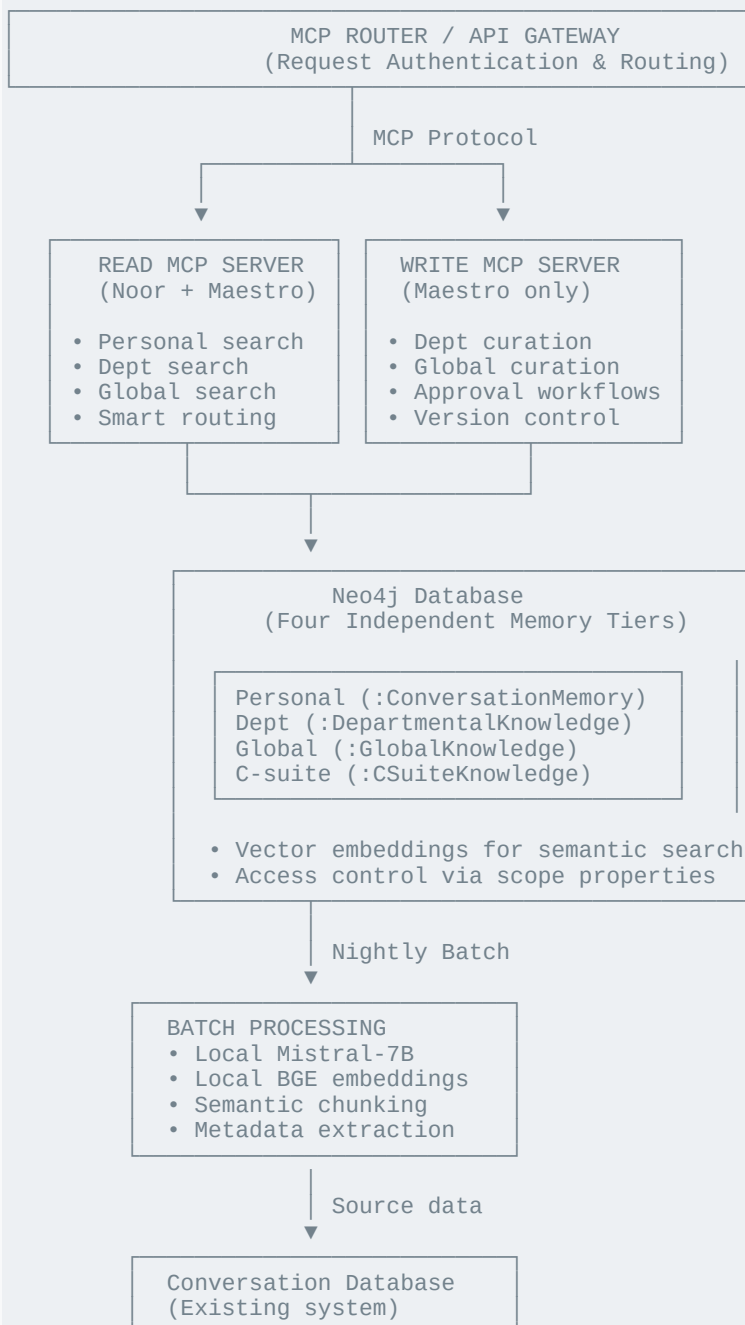 MCP ROUTER / API GATEWAY
(Request Authentication & Routing)
MCP Protocol
READ MCP SERVER
(Noor + Maestro)
• Personal search
• Dept search
• Global search
• Smart routing
WRITE MCP SERVER
(Maestro only)
• Dept curation
• Global curation
• Approval workflows
• Version control
Neo4j Database
(Four Independent Memory Tiers)
Personal (:ConversationMemory)
Dept (:DepartmentalKnowledge)
Global (:GlobalKnowledge)
C-suite (:CSuiteKnowledge)
• Vector embeddings for semantic search
• Access control via scope properties
Nightly Batch
BATCH PROCESSING
• Local Mistral-7B
• Local BGE embeddings
• Semantic chunking
• Metadata extraction
Source data
Conversation Database
(Existing system)